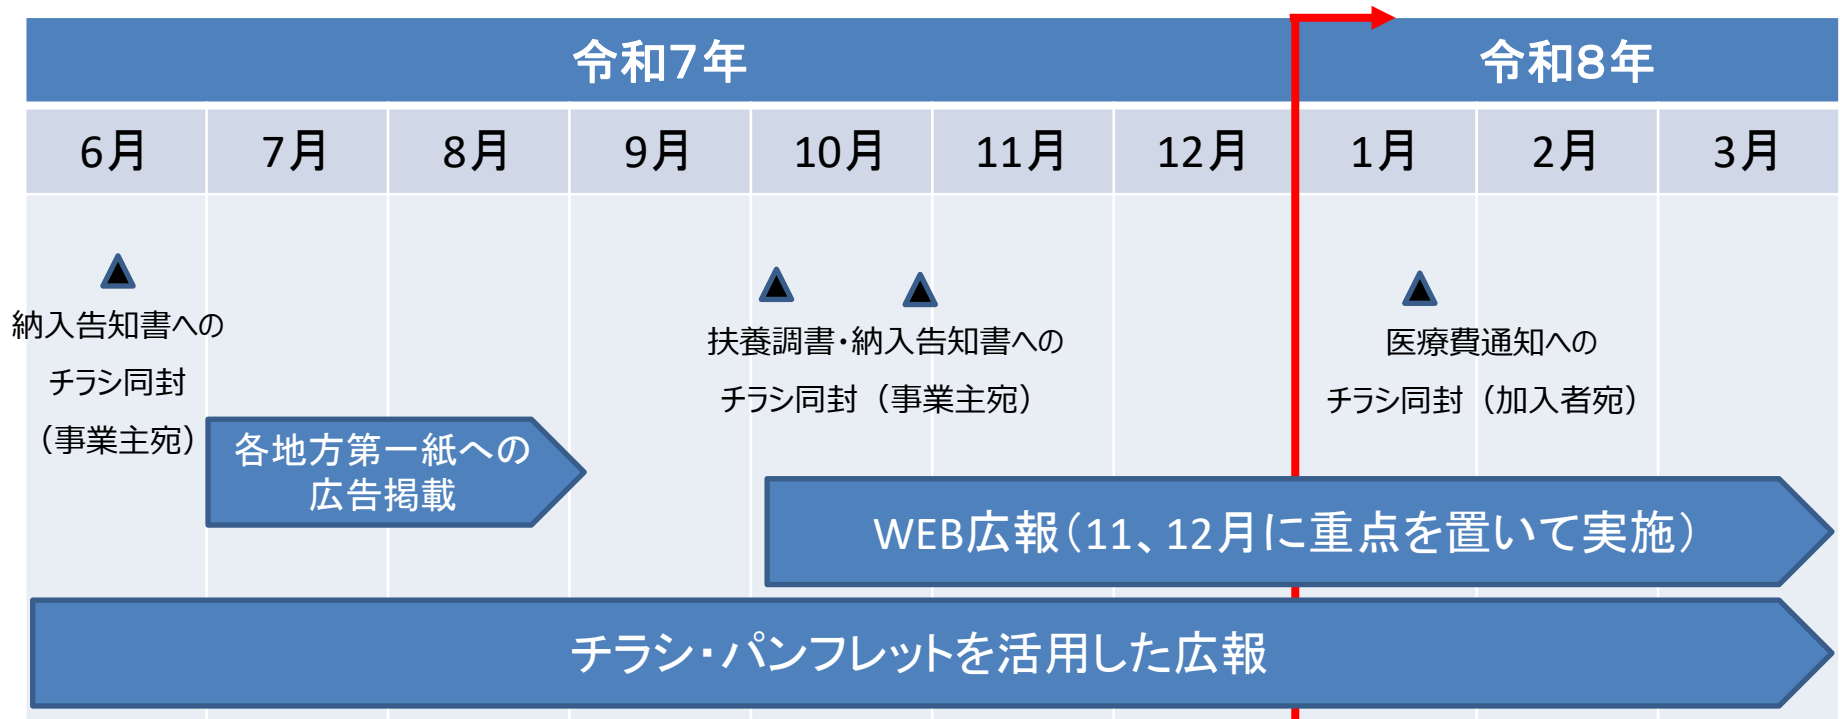 令和7年
令和8年
6月
7月
8月
9月
10月
11月
12月
1月
2月
3月
納入告知書への
チラシ同封
（事業主宛）
扶養調書・納入告知書への
チラシ同封（事業主宛）
医療費通知への
チラシ同封（加入者宛）
各地方第一紙への
広告掲載
WEB広報（11、12月に重点を置いて実施）
チラシ・パンフレットを活用した広報